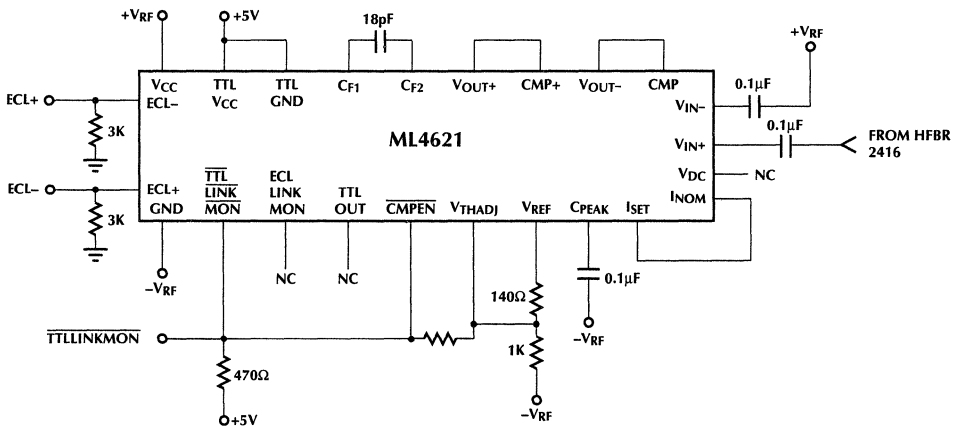 +VRF
+5V
18pF
+VRF
VCC
TTL VCC
TTL GND
CF1
CF2
VOUT+
CMP+
VOUT–
CMP
ECL+
ECL–
3K
VIN–
0.1µF
ML4621
VIN+
0.1µF
FROM HFBR
2416
VDC
NC
ECL–
ECL+
3K
GND
TTL LINK MON
ECL LINK MON
TTL OUT
CMPEN
VTHADJ
VREF
CPEAK
ISET
INOM
–VRF
NC
NC
140Ω
0.1µF
–VRF
TTLLINKMON
470Ω
1K
+5V
–VRF